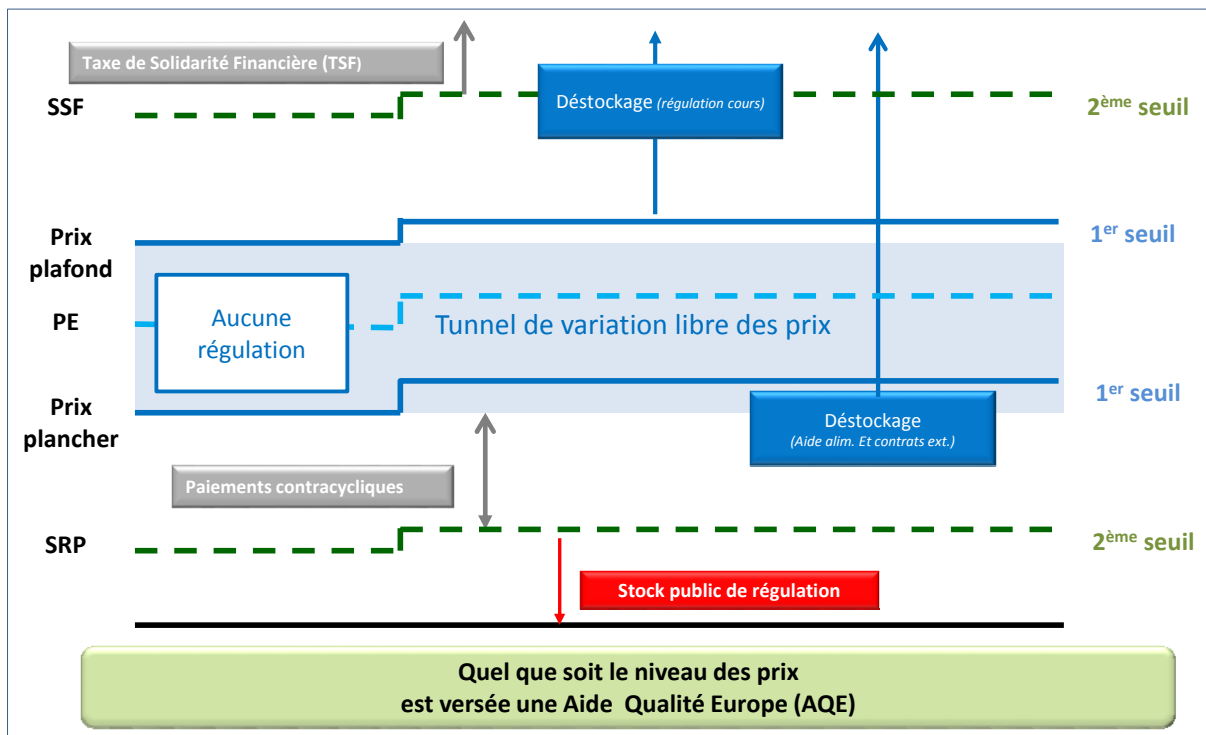 Taxe de Solidarité Financière (TSF)
SSF
Déstockage (régulation cours)
2ème seuil
Prix
plafond
1er seuil
PE
Aucune
régulation
Tunnel de variation libre des prix
Prix
plancher
1er seuil
Déstockage
(Aide alim. Et contrats ext.)
Paiements contracycliques
SRP
2ème seuil
Stock public de régulation
Quel que soit le niveau des prix
est versée une Aide Qualité Europe (AQE)